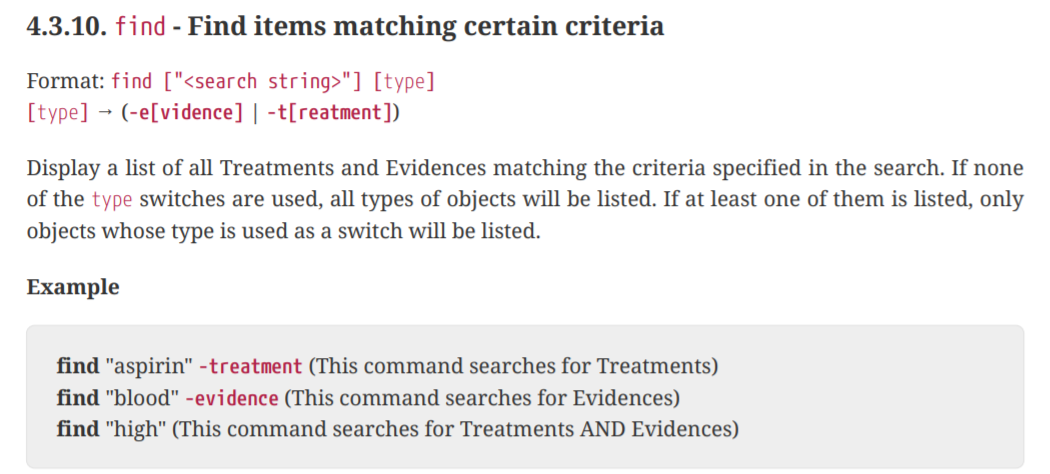 4.3.10. find - Find items matching certain criteria
Format: find ["<search string>"] [type]
[type] → (-e[vidence] | -t[reatment])
Display a list of all Treatments and Evidences matching the criteria specified in the search. If none
of the type switches are used, all types of objects will be listed. If at least one of them is listed, only
objects whose type is used as a switch will be listed.
Example
find "aspirin" -treatment (This command searches for Treatments)
find "blood" -evidence (This command searches for Evidences)
find "high" (This command searches for Treatments AND Evidences)